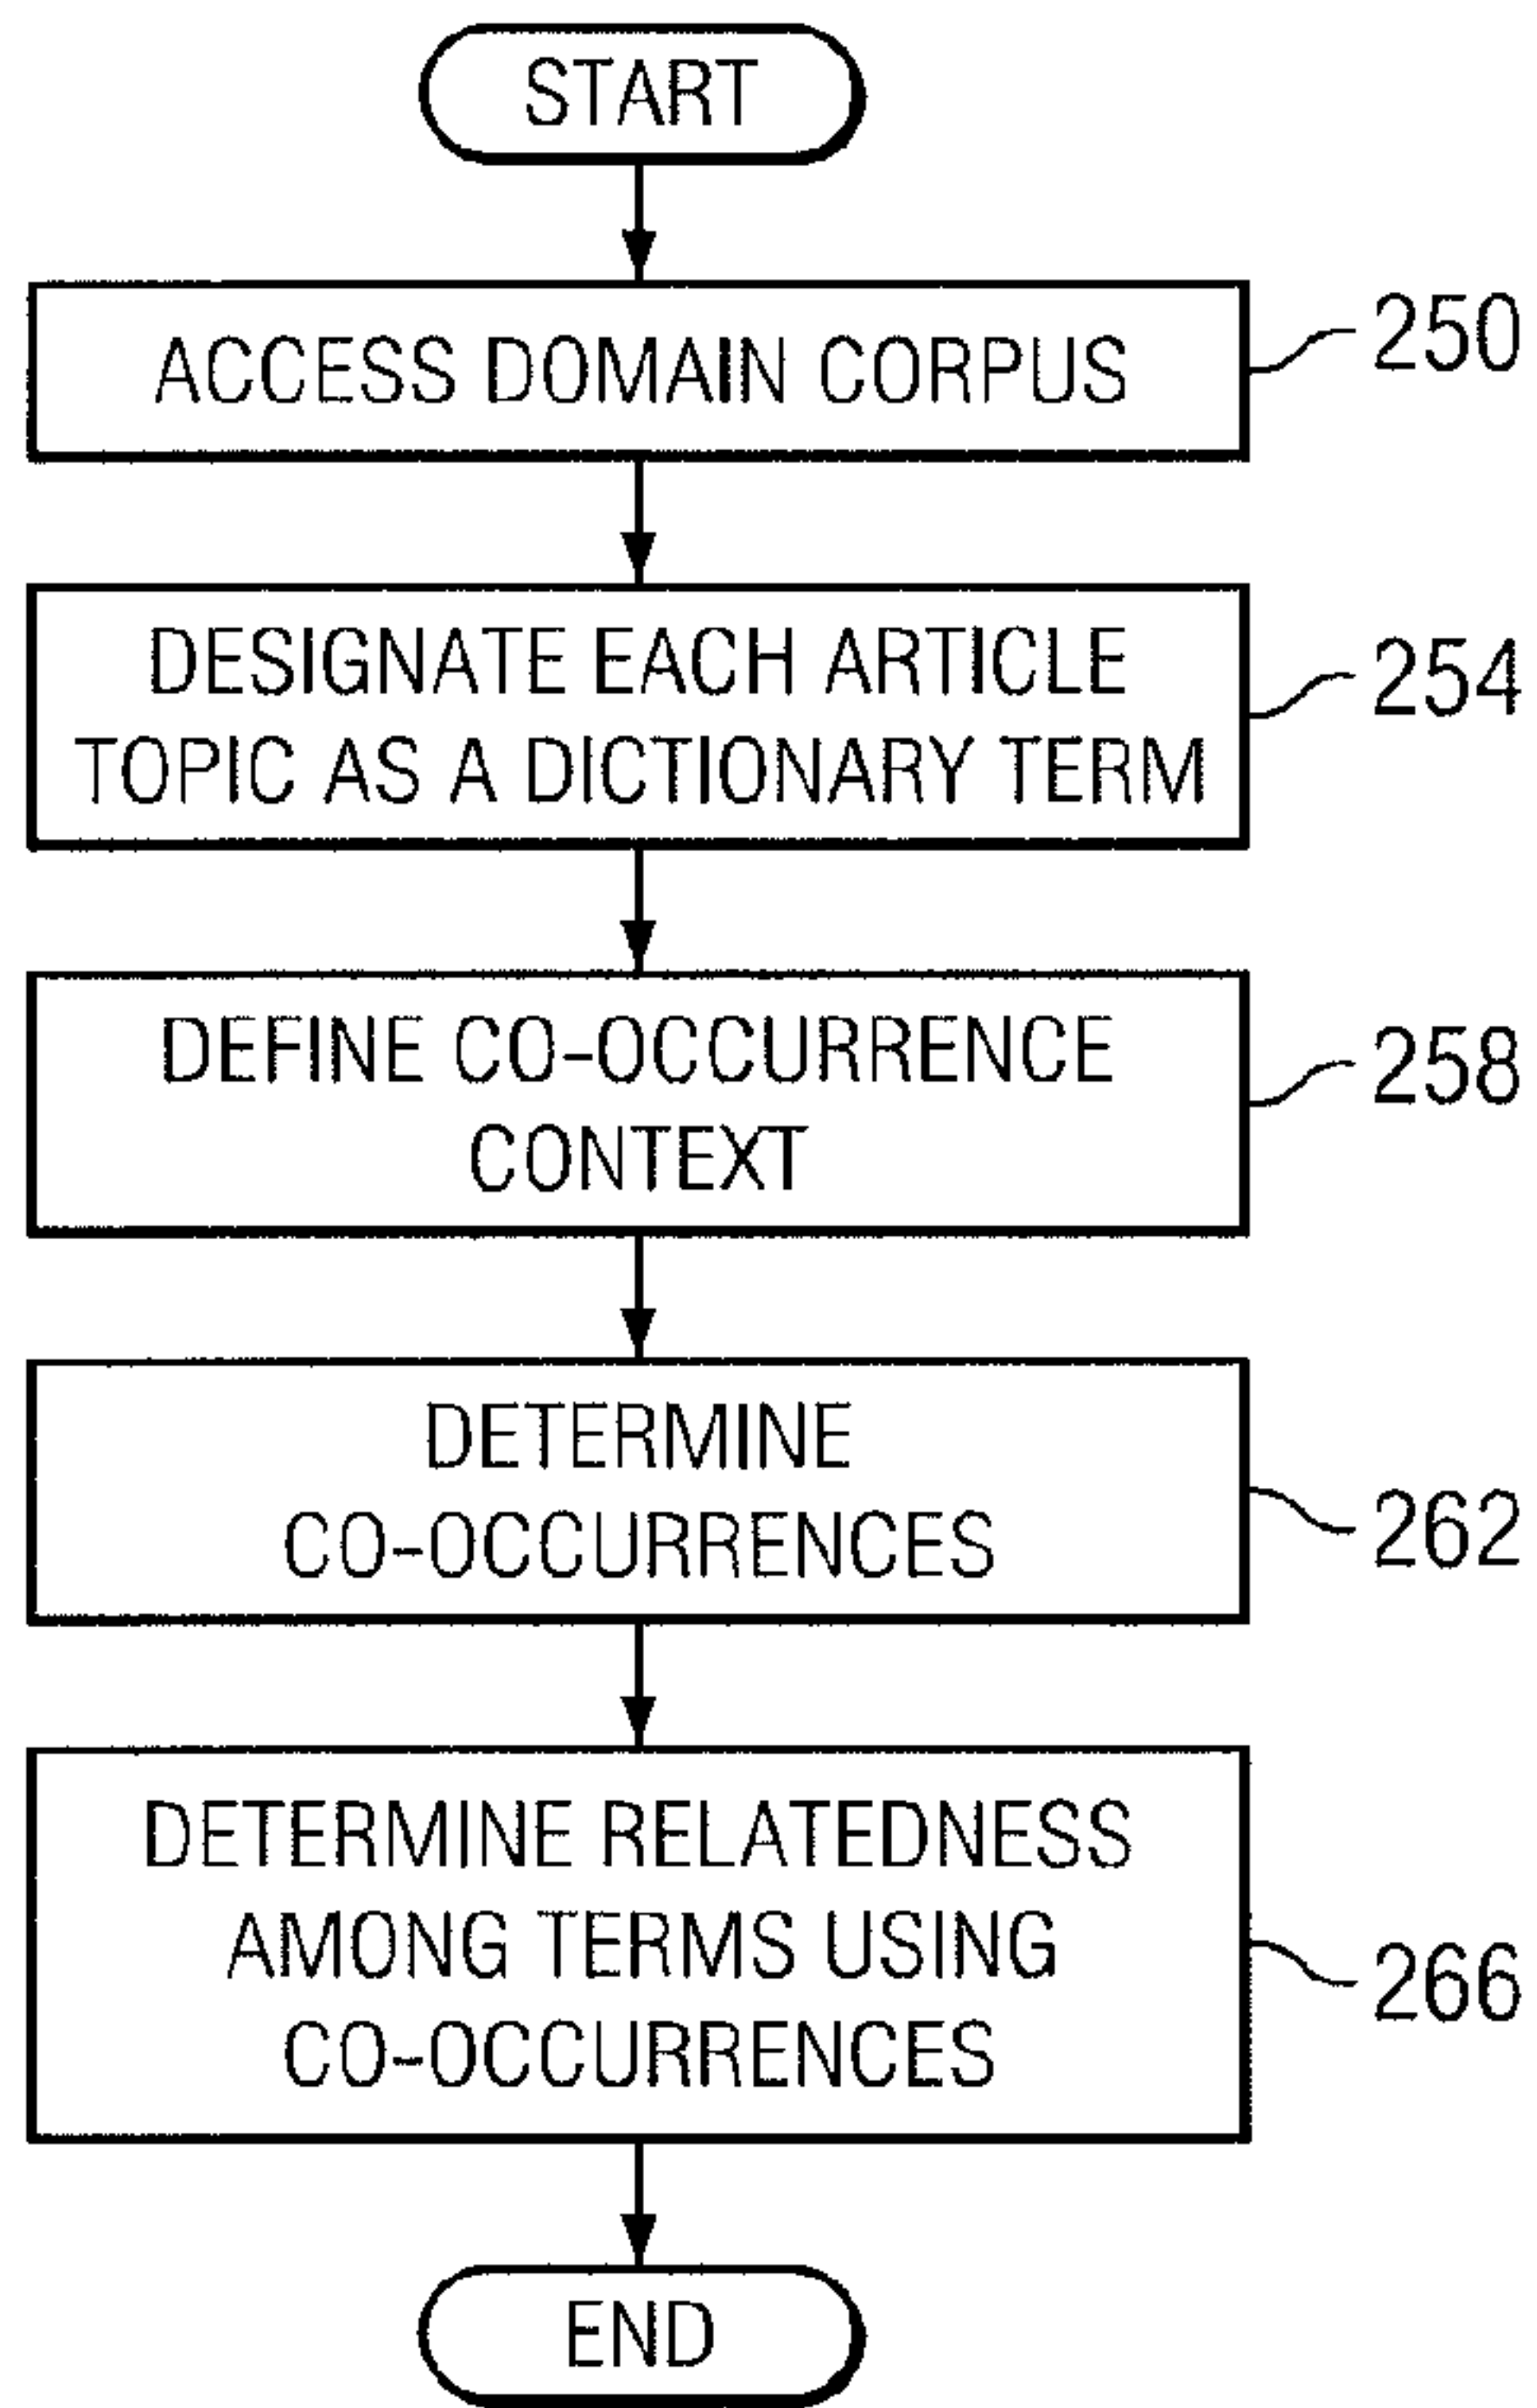 START
ACCESS DOMAIN CORPUS
250
DESIGNATE EACH ARTICLE
TOPIC AS A DICTIONARY TERM
254
DEFINE CO-OCCURRENCE
CONTEXT
258
DETERMINE
CO-OCCURRENCES
262
DETERMINE RELATEDNESS
AMONG TERMS USING
CO-OCCURRENCES
266
END